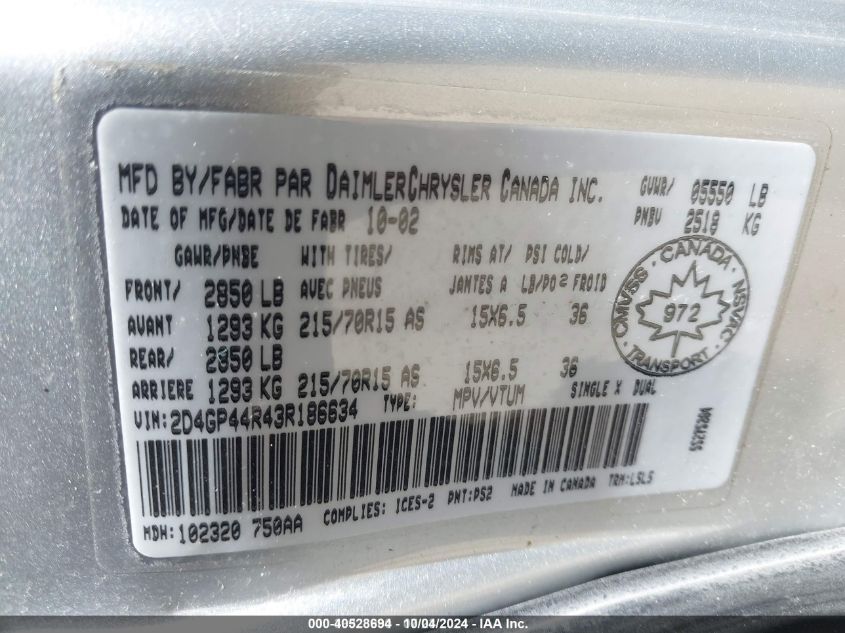 MFD BY/FABR PAR DAIMLERCHRYSLER CANADA INC. GVWR/ 05550 LB
DATE OF MFG/DATE DE FABR 10-02 PNBV 2518 KG
GAWR/PNBE WITH TIRES/ RIMS AT/ PSI COLD/
FRONT/ 2850 LB AVEC PNEUS JANTES A LB/PO2 FROID
AVANT 1293 KG 215/70R15 AS 15X6.5 36
REAR/ 2850 LB
ARRIERE 1293 KG 215/70R15 AS 15X6.5 36
VIN:2D4GP44R43R186634 TYPE: MPV/VTUM SINGLE X DUAL
CANADA
CMVSS NSVAC
972
TRANSPORT
MDH:102320 750AA COMPLIES: ICES-2 PNT:PS2 MADE IN CANADA TRM:L5L5
000-40528694 - 10/04/2024 - IAA Inc.